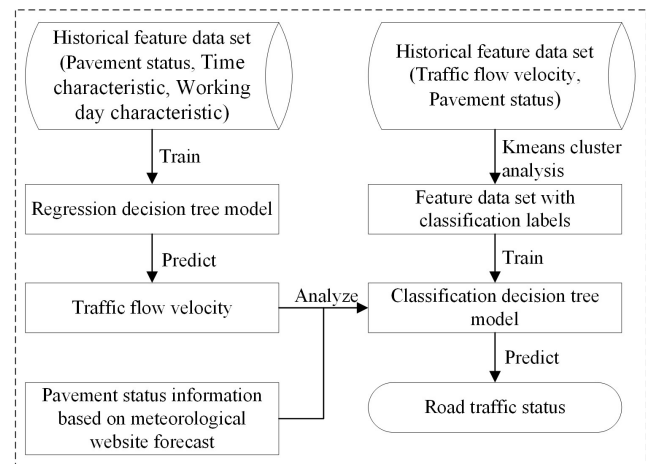 Historical feature data set
(Pavement status, Time
characteristic, Working
day characteristic)
Train
Regression decision tree model
Predict
Traffic flow velocity
Pavement status information
based on meteorological
website forecast
Analyze
Historical feature data set
(Traffic flow velocity,
Pavement status)
Kmeans cluster
analysis
Feature data set with
classification labels
Train
Classification decision tree
model
Predict
Road traffic status